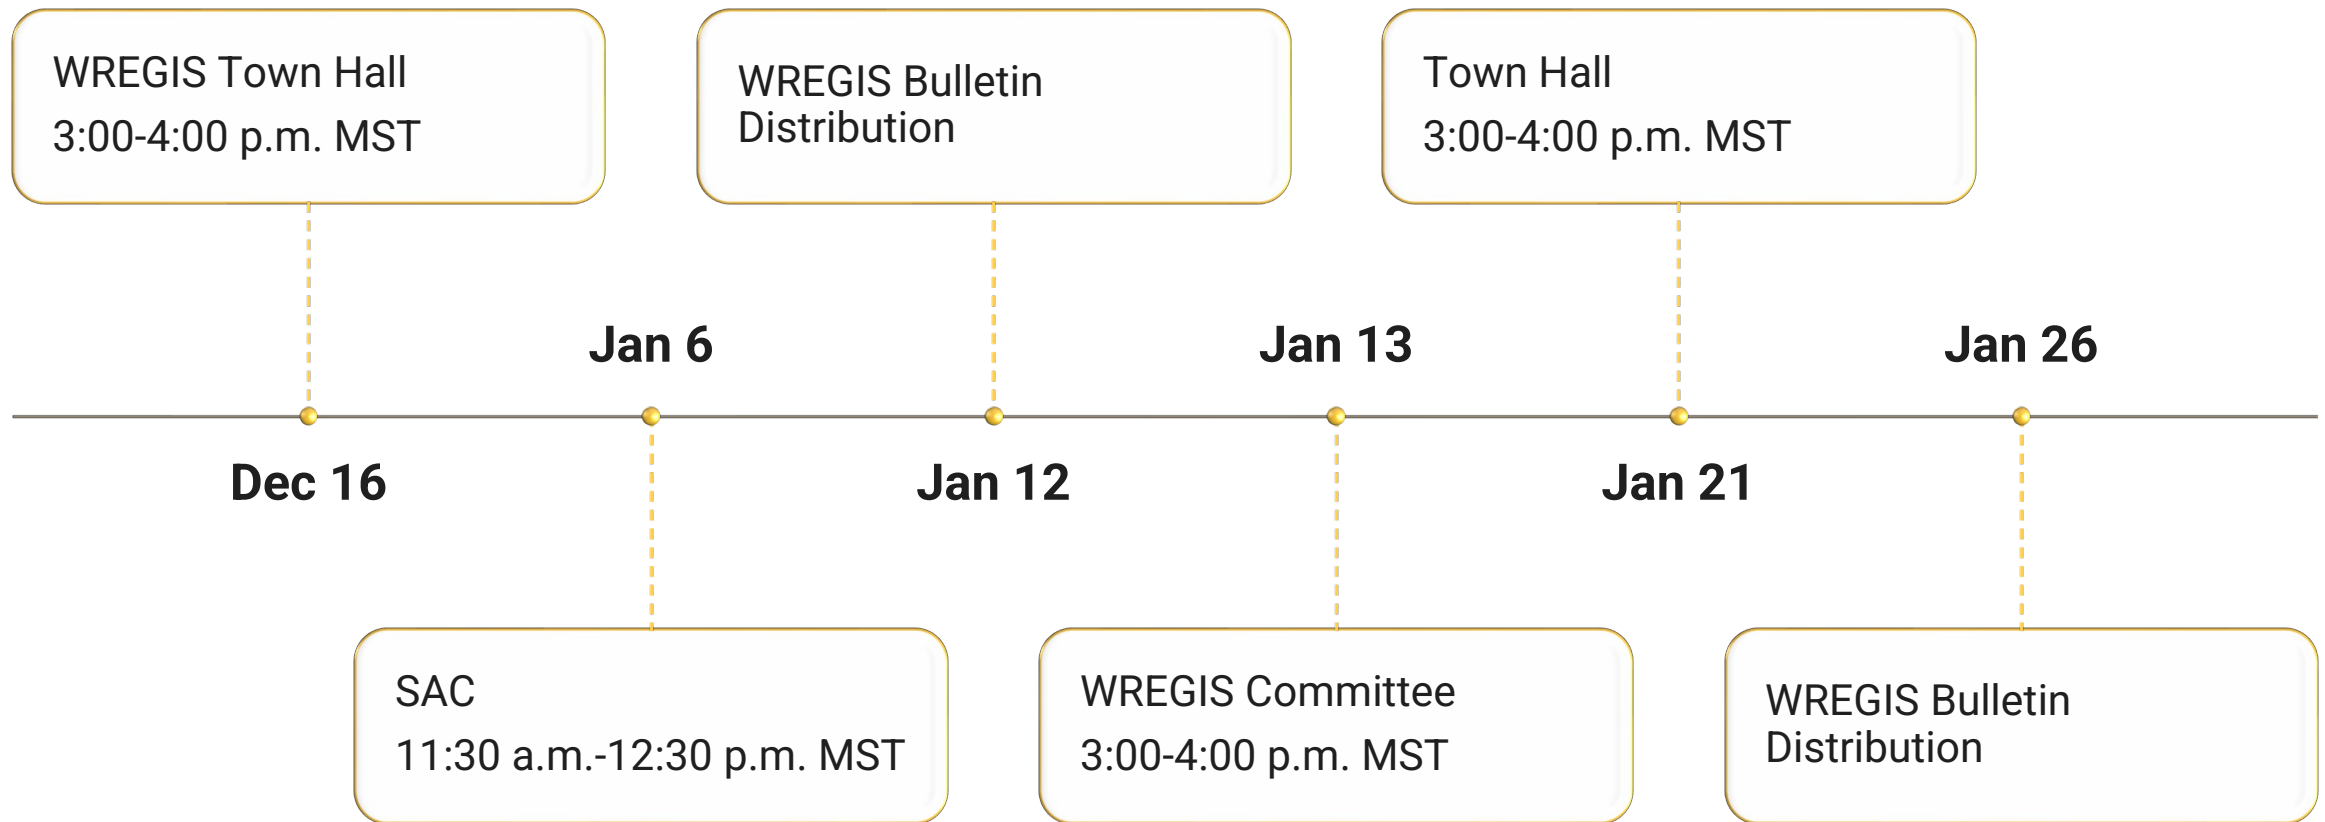 WREGIS Town Hall
3:00-4:00 p.m. MST
WREGIS Bulletin
Distribution
Town Hall
3:00-4:00 p.m. MST
Jan 6
Jan 13
Jan 26
Dec 16
Jan 12
Jan 21
SAC
11:30 a.m.-12:30 p.m. MST
WREGIS Committee
3:00-4:00 p.m. MST
WREGIS Bulletin
Distribution